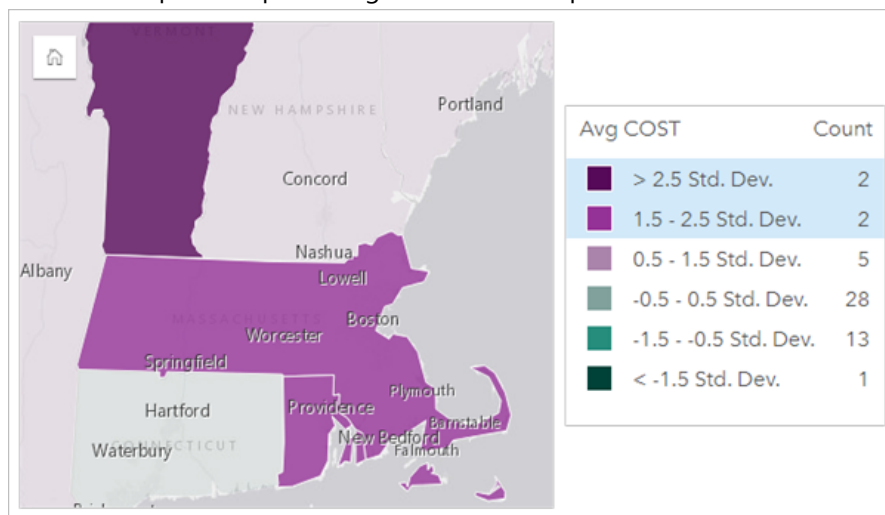 VERMONT
NEW HAMPSHIRE
Portland
Concord
Nashua
Albany
Lowell
MASSACHUSETTS
Boston
Worcester
Springfield
Plymouth
Hartford
Providence
Barnstable
New Bedford
CONNECTICUT
Falmouth
Waterbury
Avg COST Count
> 2.5 Std. Dev. 2
1.5 - 2.5 Std. Dev. 2
0.5 - 1.5 Std. Dev. 5
-0.5 - 0.5 Std. Dev. 28
-1.5 - -0.5 Std. Dev. 13
< -1.5 Std. Dev. 1